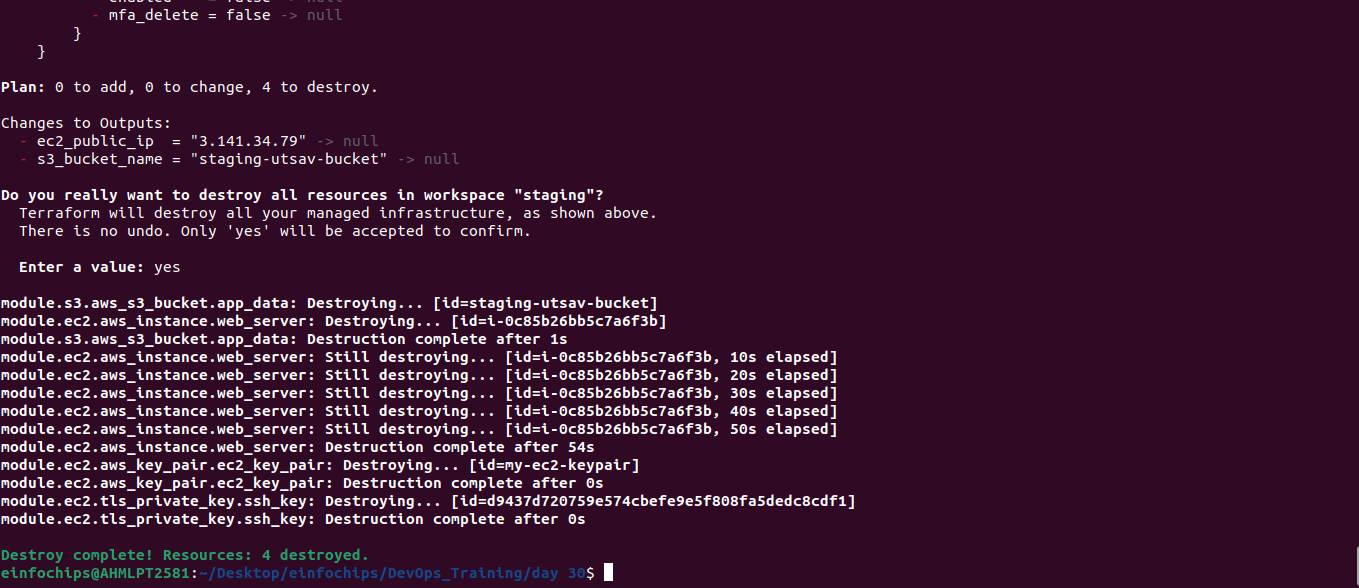 - enabled = false -> null
- mfa_delete = false -> null
}
}
Plan: 0 to add, 0 to change, 4 to destroy.
Changes to Outputs:
- ec2_public_ip  = "3.141.34.79" -> null
- s3_bucket_name = "staging-utsav-bucket" -> null
Do you really want to destroy all resources in workspace "staging"?
Terraform will destroy all your managed infrastructure, as shown above.
There is no undo. Only 'yes' will be accepted to confirm.
Enter a value: yes
module.s3.aws_s3_bucket.app_data: Destroying... [id=staging-utsav-bucket]
module.ec2.aws_instance.web_server: Destroying... [id=i-0c85b26bb5c7a6f3b]
module.s3.aws_s3_bucket.app_data: Destruction complete after 1s
module.ec2.aws_instance.web_server: Still destroying... [id=i-0c85b26bb5c7a6f3b, 10s elapsed]
module.ec2.aws_instance.web_server: Still destroying... [id=i-0c85b26bb5c7a6f3b, 20s elapsed]
module.ec2.aws_instance.web_server: Still destroying... [id=i-0c85b26bb5c7a6f3b, 30s elapsed]
module.ec2.aws_instance.web_server: Still destroying... [id=i-0c85b26bb5c7a6f3b, 40s elapsed]
module.ec2.aws_instance.web_server: Still destroying... [id=i-0c85b26bb5c7a6f3b, 50s elapsed]
module.ec2.aws_instance.web_server: Destruction complete after 54s
module.ec2.aws_key_pair.ec2_key_pair: Destroying... [id=my-ec2-keypair]
module.ec2.aws_key_pair.ec2_key_pair: Destruction complete after 0s
module.ec2.tls_private_key.ssh_key: Destroying... [id=d9437d720759e574cbefe9e5f808fa5dedc8cdf1]
module.ec2.tls_private_key.ssh_key: Destruction complete after 0s
Destroy complete! Resources: 4 destroyed.
einfochips@AHMLPT2581:~/Desktop/einfochips/DevOps_Training/day 30$